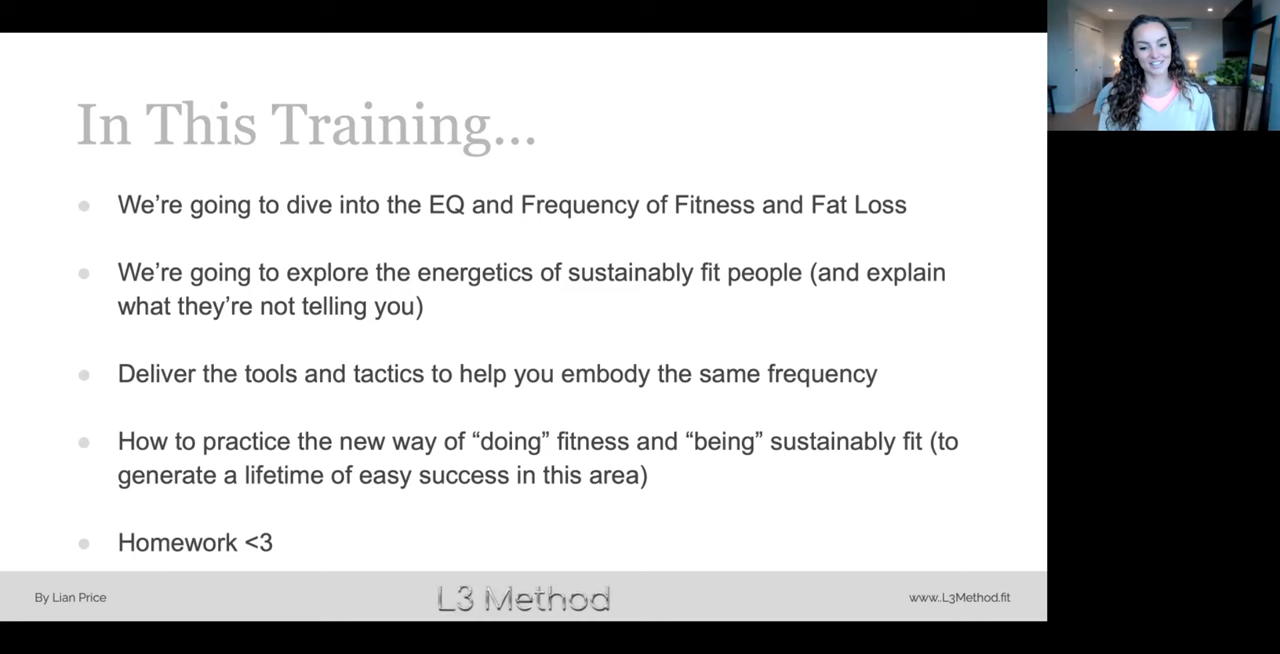 In This Training...
We’re going to dive into the EQ and Frequency of Fitness and Fat Loss
We’re going to explore the energetics of sustainably fit people (and explain
what they’re not telling you)
Deliver the tools and tactics to help you embody the same frequency
How to practice the new way of “doing” fitness and “being” sustainably fit (to
generate a lifetime of easy success in this area)
Homework <3
By Lian Price
L3 Method
www..L3Method.fit